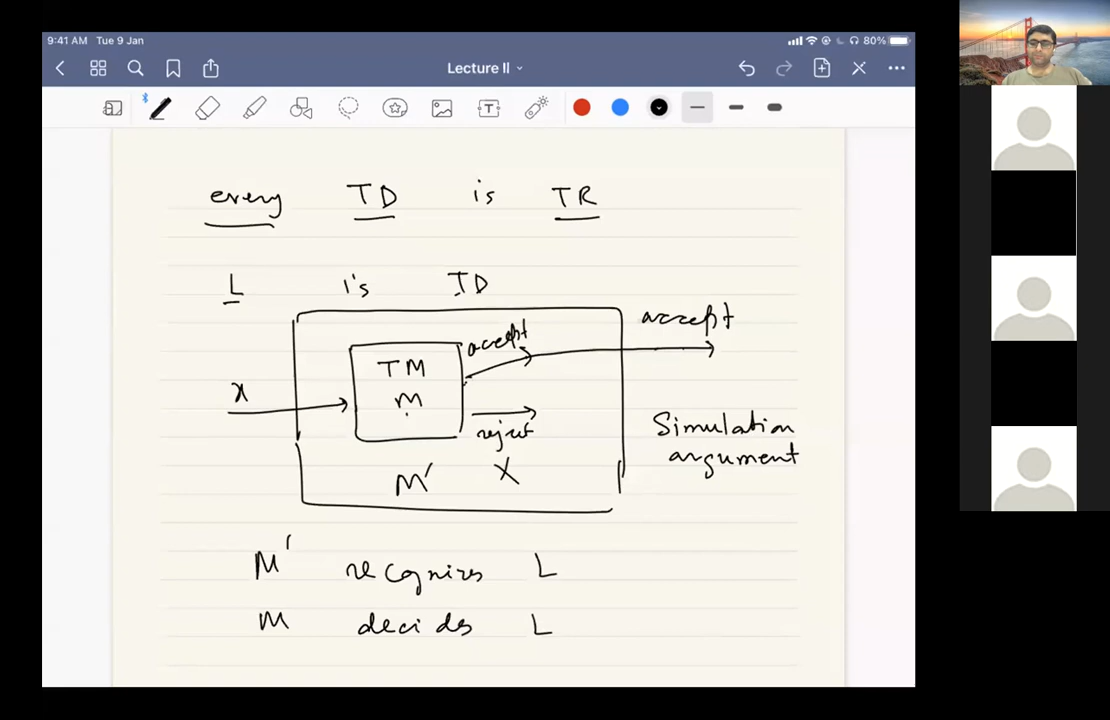 9:41 AM Tue 9 Jan
80%
Lecture II
every TD is TR
L is TD
accept
accept
TM
M
x
reject
Simulation
argument
M' X
M' recognizes L
M decides L